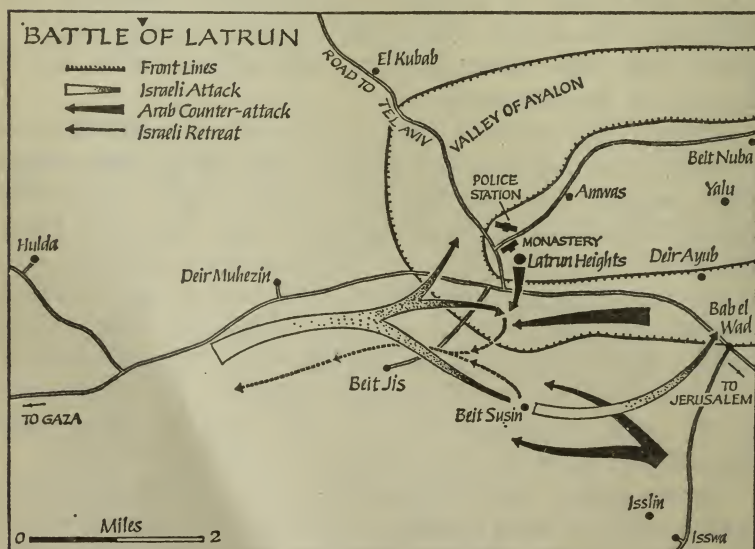 BATTLE OF LATRUN
Front Lines
Israeli Attack
Arab Counter-attack
Israeli Retreat
El Kubab
ROAD TO
TEL AVIV
VALLEY OF AYALON
Beit Nuba
POLICE
STATION
Amwas
Yalu
MONASTERY
Latrun Heights
Deir Ayub
Hulda
Deir Muhezin
Bab el
Wad
Beit Jis
TO
JERUSALEM
TO GAZA
Beit Susin
Isslin
Isswa
Miles
0 2